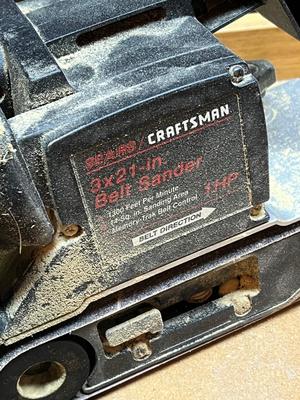 SEARS/CRAFTSMAN
3x21-in.
Belt Sander
1300 Feet Per Minute
Sq. in. Sanding Area
Memory-Trak Belt Control
1HP
BELT DIRECTION